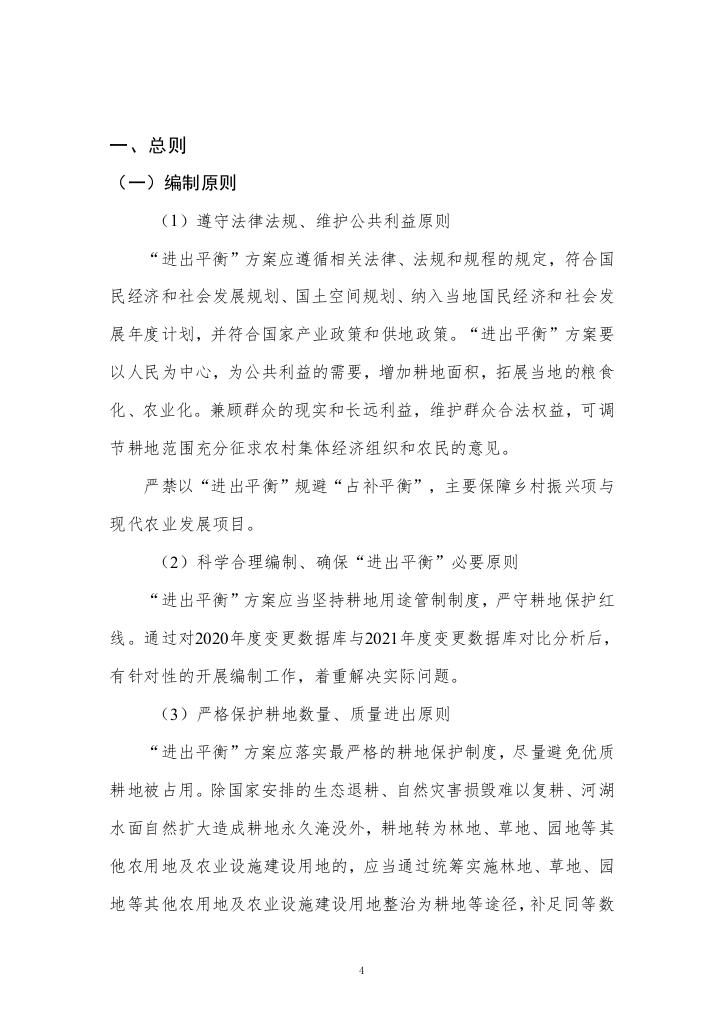 一、总则
（一）编制原则
（1）遵守法律法规、维护公共利益原则
“进出平衡”方案应遵循相关法律、法规和规程的规定，符合国
民经济和社会发展规划、国土空间规划、纳入当地国民经济和社会发
展年度计划，并符合国家产业政策和供地政策。“进出平衡”方案要
以人民为中心，为公共利益的需要，增加耕地面积，拓展当地的粮食
化、农业化。兼顾群众的现实和长远利益，维护群众合法权益，可调
节耕地范围充分征求农村集体经济组织和农民的意见。
严禁以“进出平衡”规避“占补平衡”，主要保障乡村振兴项与
现代农业发展项目。
（2）科学合理编制、确保“进出平衡”必要原则
“进出平衡”方案应当坚持耕地用途管制制度，严守耕地保护红
线。通过对2020年度变更数据库与2021年度变更数据库对比分析后，
有针对性的开展编制工作，着重解决实际问题。
（3）严格保护耕地数量、质量进出原则
“进出平衡”方案应落实最严格的耕地保护制度，尽量避免优质
耕地被占用。除国家安排的生态退耕、自然灾害损毁难以复耕、河湖
水面自然扩大造成耕地永久淹没外，耕地转为林地、草地、园地等其
他农用地及农业设施建设用地的，应当通过统筹实施林地、草地、园
地等其他农用地及农业设施建设用地整治为耕地等途径，补足同等数
4